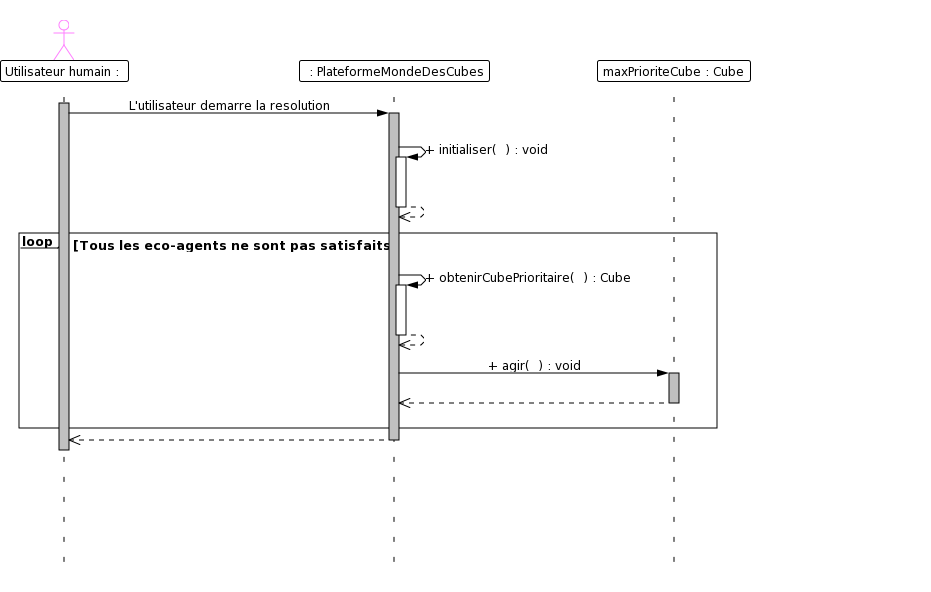 Utilisateur humain :
: PlateformeMondeDesCubes
maxPrioriteCube : Cube
L'utilisateur demarre la resolution
+ initialiser(  ) : void
loop
[Tous les eco-agents ne sont pas satisfaits
+ obtenirCubePrioritaire(  ) : Cube
+ agir(  ) : void